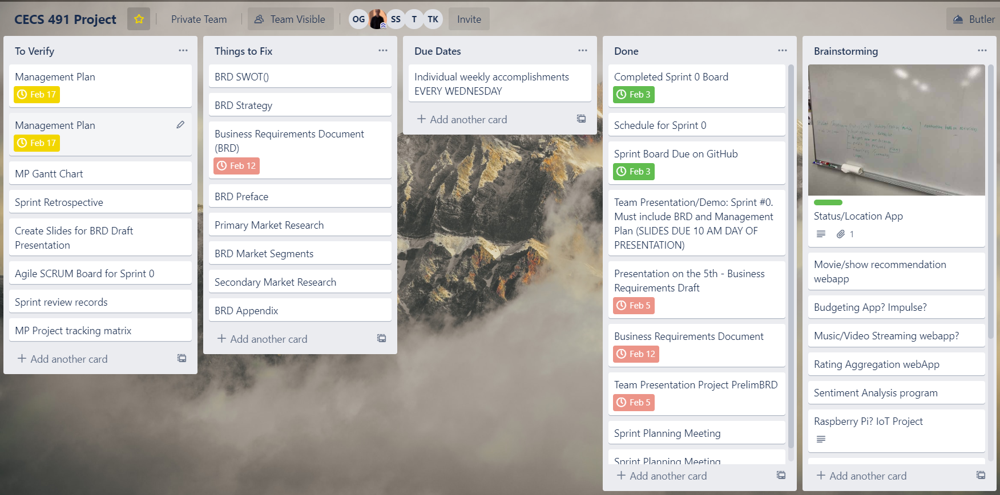 CECS 491 Project
Private Team
Team Visible
OG
SS
T
TK
Invite
Butler
To Verify
Management Plan
Feb 17
Management Plan
Feb 17
MP Gantt Chart
Sprint Retrospective
Create Slides for BRD Draft
Presentation
Agile SCRUM Board for Sprint 0
Sprint review records
MP Project tracking matrix
Add another card
Things to Fix
BRD SWOT()
BRD Strategy
Business Requirements Document
(BRD)
Feb 12
BRD Preface
Primary Market Research
BRD Market Segments
Secondary Market Research
BRD Appendix
Add another card
Due Dates
Individual weekly accomplishments
EVERY WEDNESDAY
Add another card
Done
Completed Sprint 0 Board
Feb 3
Schedule for Sprint 0
Sprint Board Due on GitHub
Feb 3
Team Presentation/Demo: Sprint #0.
Must include BRD and Management
Plan (SLIDES DUE 10 AM DAY OF
PRESENTATION)
Presentation on the 5th - Business
Requirements Draft
Feb 5
Business Requirements Document
Feb 12
Team Presentation Project PrelimBRD
Feb 5
Sprint Planning Meeting
Sprint Planning Meeting
Add another card
Brainstorming
Status/Location App
1
Movie/show recommendation
webapp
Budgeting App? Impulse?
Music/Video Streaming webapp?
Rating Aggregation webApp
Sentiment Analysis program
Raspberry Pi? IoT Project
Add another card